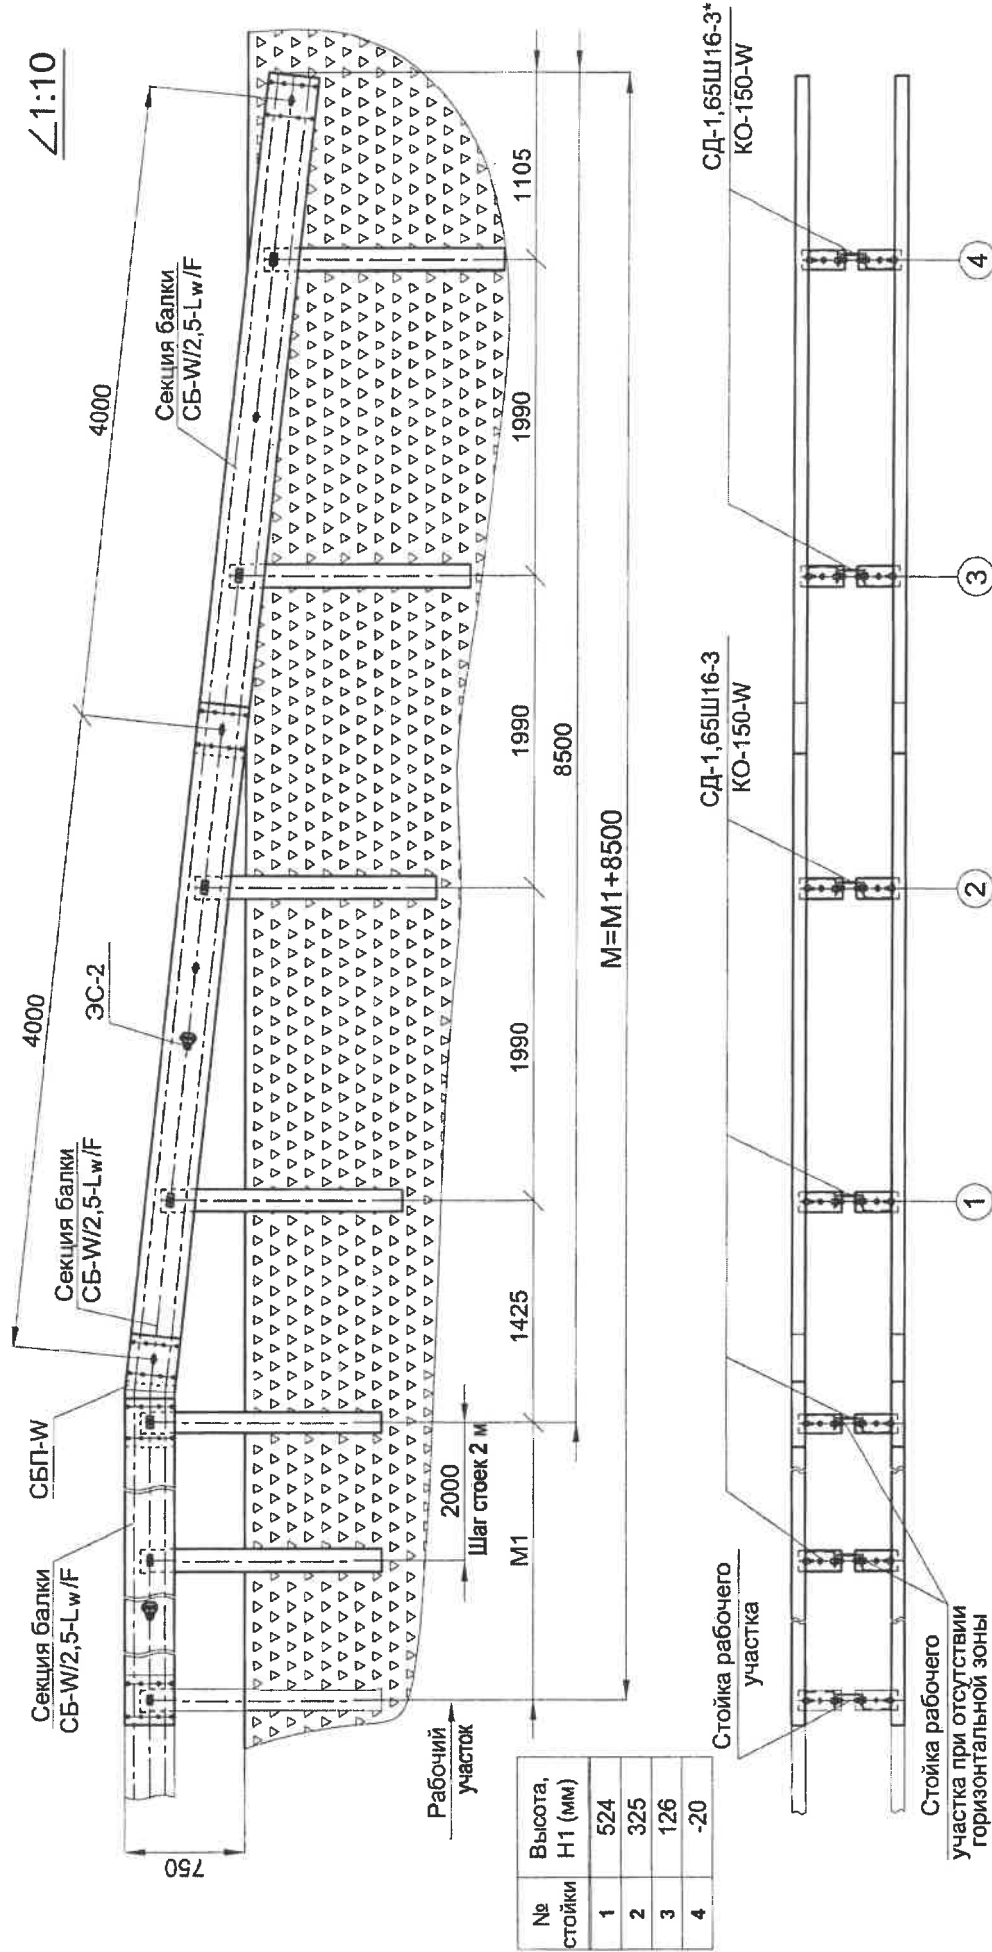 ∠1:10
4000
4000
Секция балки
СБ-W/2,5-Lw/F
ЭС-2
Секция балки
СБ-W/2,5-Lw/F
СБП-W
Секция балки
СБ-W/2,5-Lw/F
750
Рабочий
участок
2000
Шаг стоек 2 м
М1
1425
1990
1990
1990
1105
8500
М=М1+8500
№
стойки
Высота,
Н1 (мм)
1 524
2 325
3 126
4 -20
Стойка рабочего
участка
СД-1,65Ш16-3
КО-150-W
СД-1,65Ш16-3*
КО-150-W
Стойка рабочего
участка при отсутствии
горизонтальной зоны
1
2
3
4